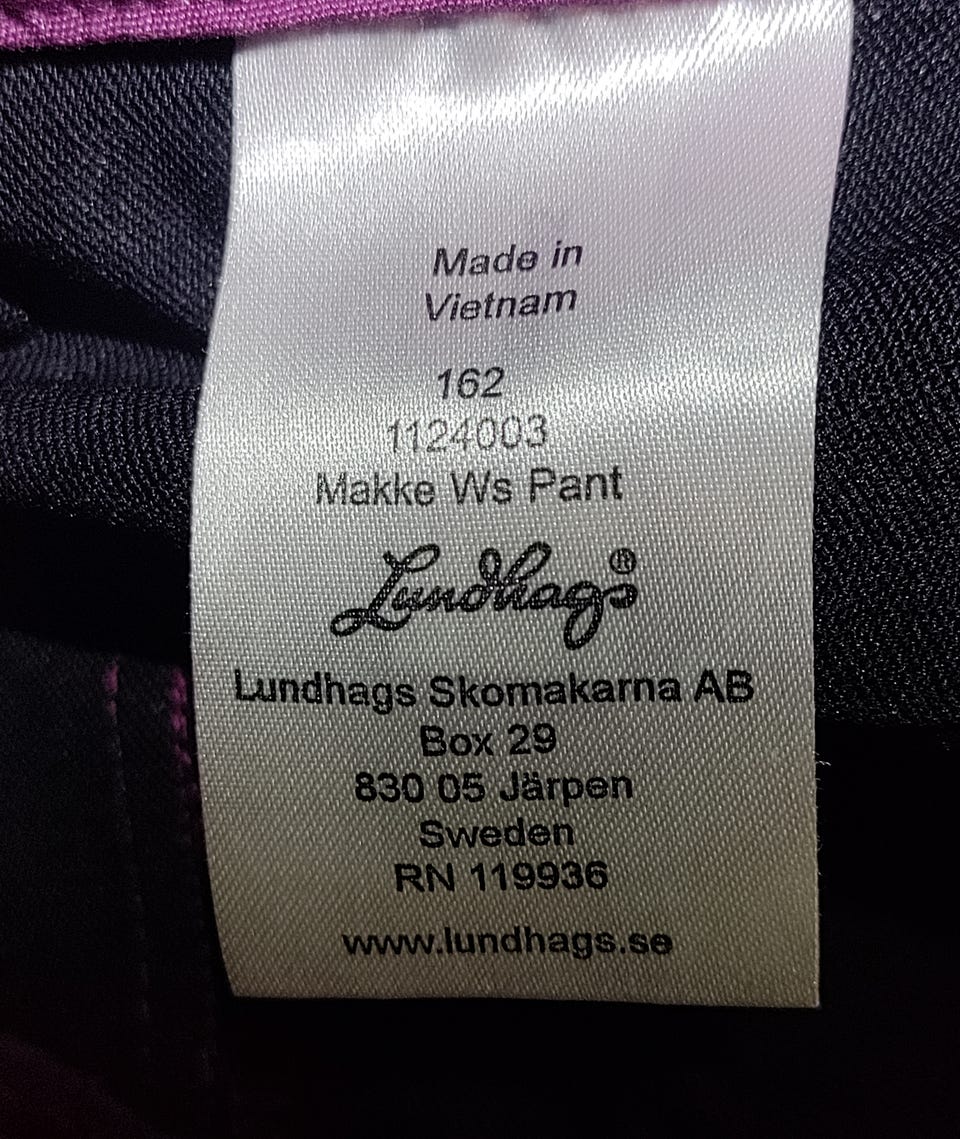 Made in
Vietnam
162
1124003
Makke Ws Pant
Lundhags®
Lundhags Skomakarna AB
Box 29
830 05 Järpen
Sweden
RN 119936
www.lundhags.se